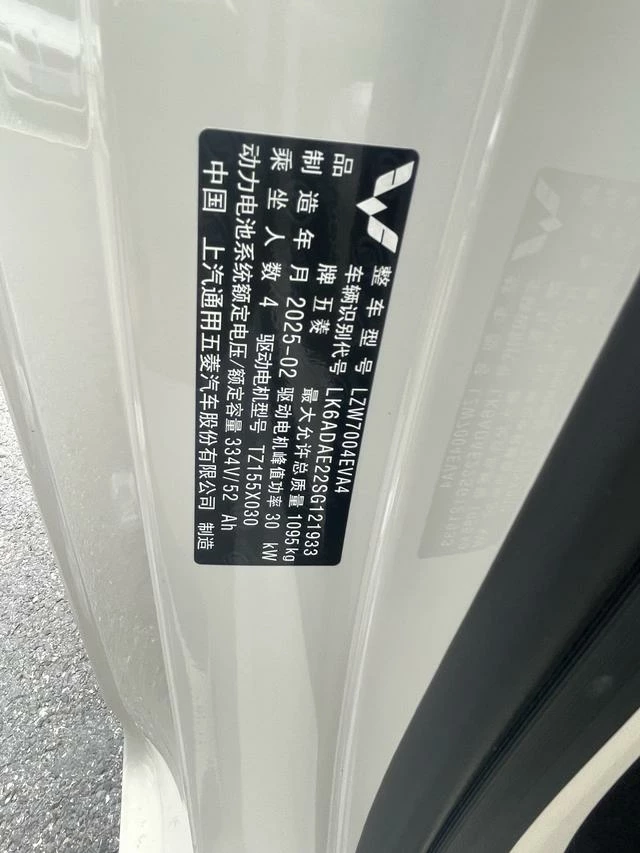 整车型号 LZW7004EVA4
车辆识别代号 LK6ADAE22SG121933
品牌 五菱 最大允许总质量 1095kg
制造年月 2025-02 驱动电机峰值功率 30 kW
乘坐人数 4 驱动电机型号 TZ155X030
动力电池系统额定电压/额定容量 334V/52 Ah
中国 上汽通用五菱汽车股份有限公司 制造